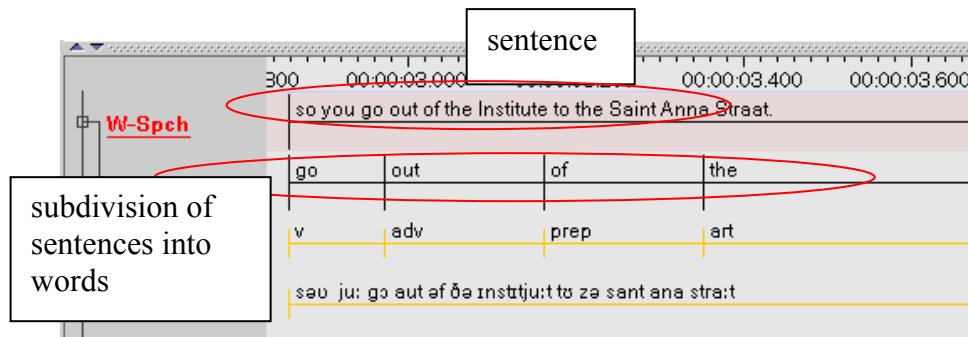 sentence
300 00:00:03.000 00:00:03.400 00:00:03.600
W-Spch
so you go out of the Institute to the Saint Anna Straat.
go out of the
subdivision of
sentences into
words
v adv prep art
səʊ juː gɔ aut əf ðə ɪnstɪtjuːt tʊ zə sant ana straːt